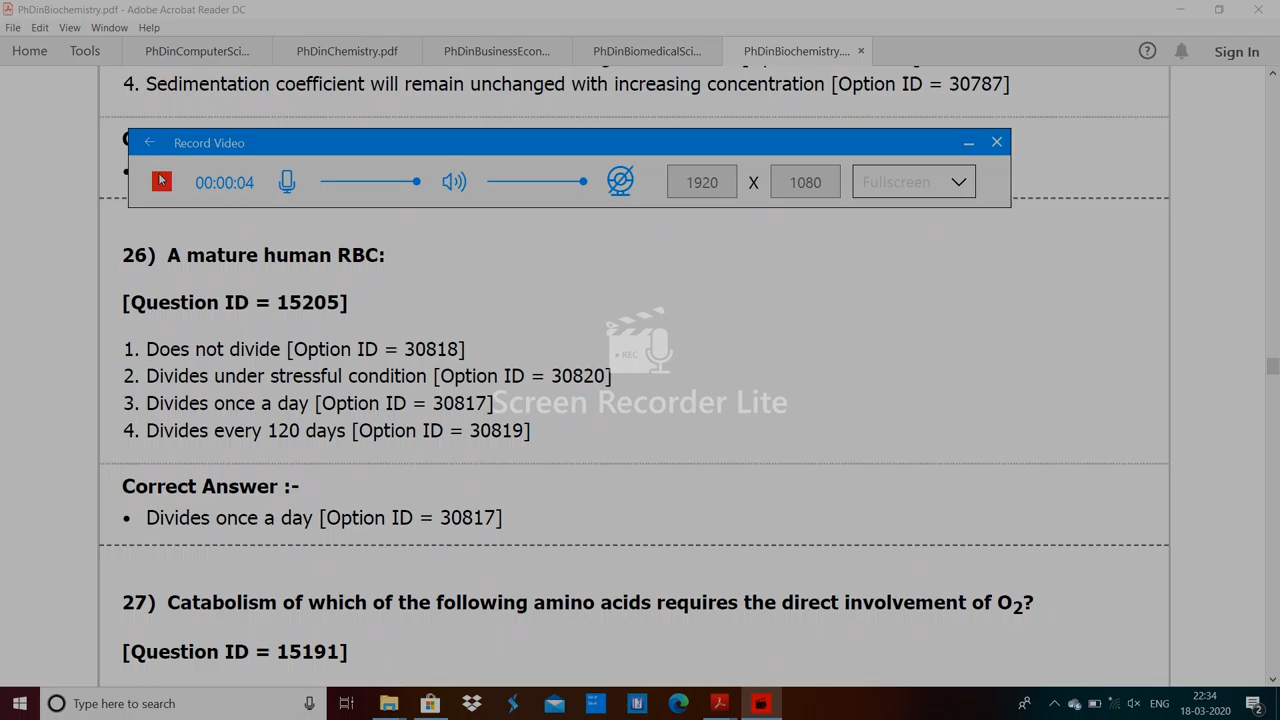 PhDinBiochemistry.pdf - Adobe Acrobat Reader DC
File Edit View Window Help
Home Tools PhDinComputerSci... PhDinChemistry.pdf PhDinBusinessEcon... PhDinBiomedicalSci... PhDinBiochemistry.... × ? Sign In
4. Sedimentation coefficient will remain unchanged with increasing concentration [Option ID = 30787]
Record Video
00:00:04 1920 X 1080 Fullscreen
26) A mature human RBC:
[Question ID = 15205]
1. Does not divide [Option ID = 30818]
2. Divides under stressful condition [Option ID = 30820]
3. Divides once a day [Option ID = 30817]
4. Divides every 120 days [Option ID = 30819]
• REC
Screen Recorder Lite
Correct Answer :-
• Divides once a day [Option ID = 30817]
27) Catabolism of which of the following amino acids requires the direct involvement of O2?
[Question ID = 15191]
Type here to search
ENG 22:34
18-03-2020 2